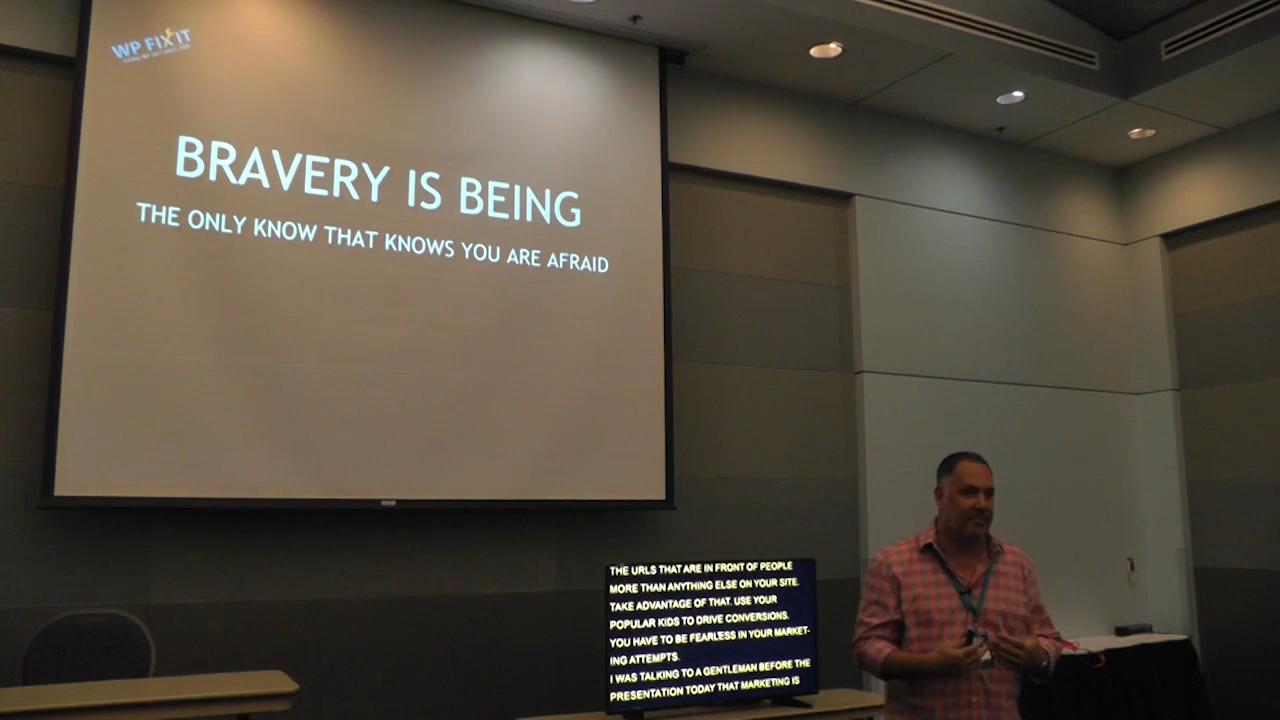 WP FIX IT
BRAVERY IS BEING
THE ONLY KNOW THAT KNOWS YOU ARE AFRAID
THE URLS THAT ARE IN FRONT OF PEOPLE
MORE THAN ANYTHING ELSE ON YOUR SITE.
TAKE ADVANTAGE OF THAT. USE YOUR
POPULAR KIDS TO DRIVE CONVERSIONS.
YOU HAVE TO BE FEARLESS IN YOUR MARKET-
ING ATTEMPTS.
I WAS TALKING TO A GENTLEMAN BEFORE THE
PRESENTATION TODAY THAT MARKETING IS